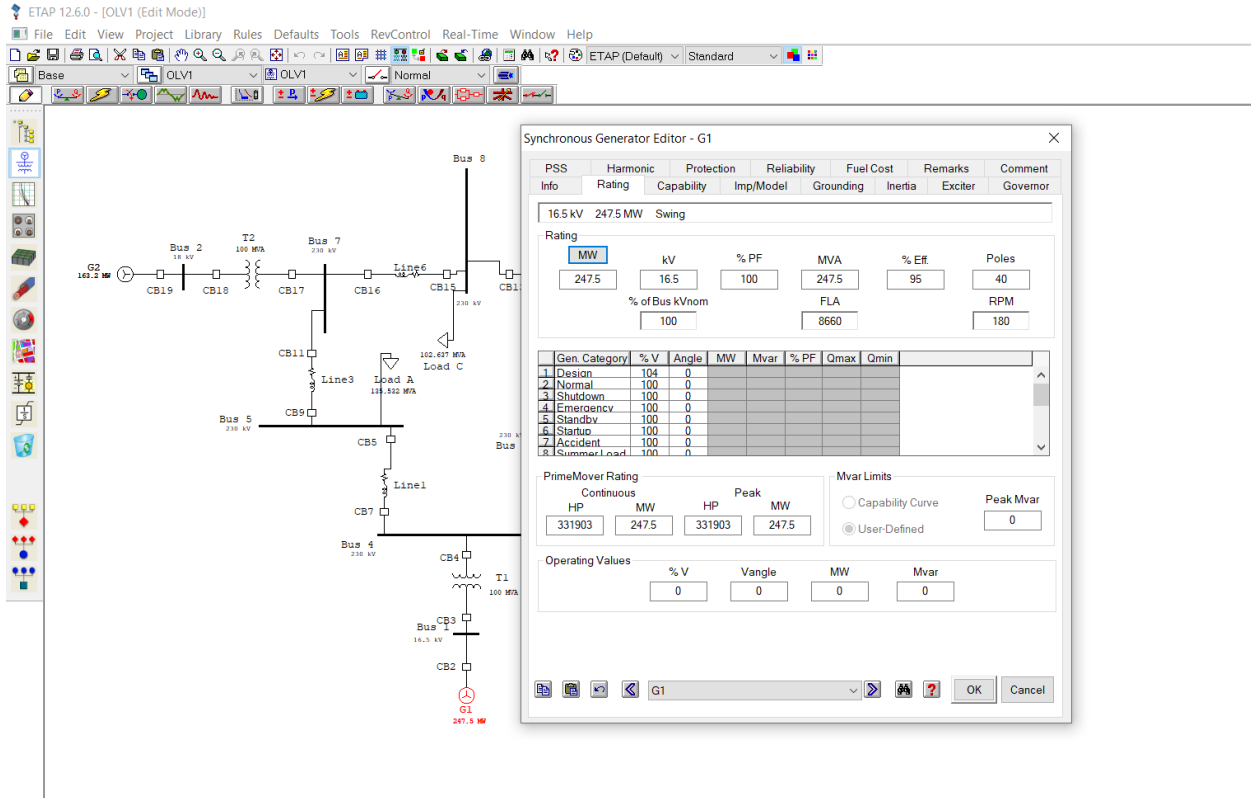 ETAP 12.6.0 - [OLV1 (Edit Mode)]
File Edit View Project Library Rules Defaults Tools RevControl Real-Time Window Help
ETAP (Default) Standard
Base OLV1 OLV1 Normal
Bus 8
Bus 2
18 kV
T2
100 MVA
Bus 7
230 kV
G2
163.2 MW
CB19 CB18 CB17 CB16
Line6
CB15
230 kV
CB11
102.637 MVA
Load C
Line3
Load A
CB9
Bus 5
230 kV
CB5
Bus
Line1
CB7
Bus 4
230 kV
CB4
T1
100 MVA
CB3
Bus 1
16.5 kV
CB2
G1
247.5 MW
Synchronous Generator Editor - G1
PSS Harmonic Protection Reliability Fuel Cost Remarks Comment
Info Rating Capability Imp/Model Grounding Inertia Exciter Governor
16.5 kV 247.5 MW Swing
Rating
MW kV % PF MVA % Eff. Poles
247.5 16.5 100 247.5 95 40
% of Bus kVnom FLA RPM
100 8660 180
Gen. Category % V Angle MW Mvar % PF Qmax Qmin
1 Design 104 0
2 Normal 100 0
3 Shutdown 100 0
4 Emergency 100 0
5 Standby 100 0
6 Startup 100 0
7 Accident 100 0
8 Summer Load 100 0
PrimeMover Rating
Continuous Peak
HP MW HP MW
331903 247.5 331903 247.5
Mvar Limits
Capability Curve
User-Defined
Peak Mvar
0
Operating Values
% V Vangle MW Mvar
0 0 0 0
G1
OK Cancel